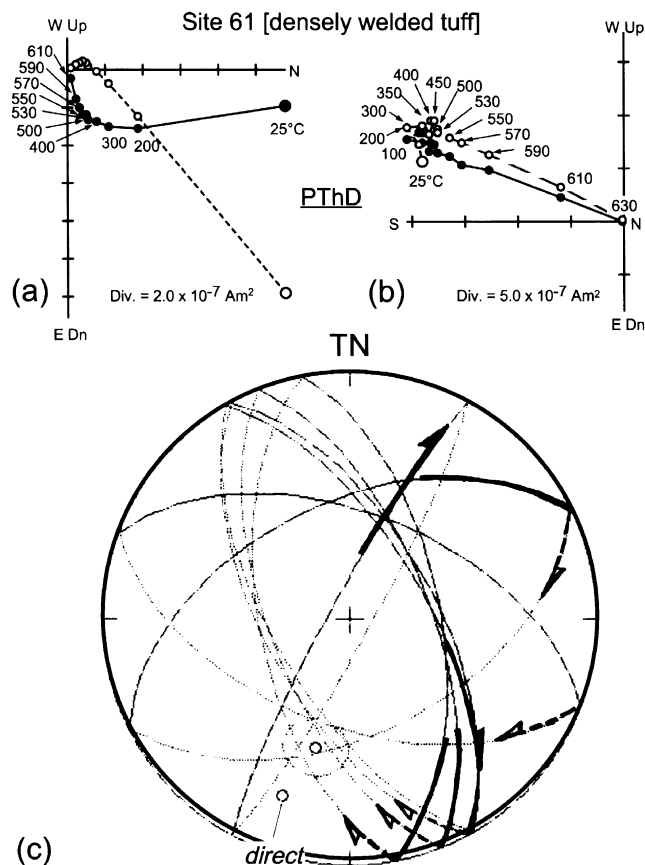 Site 61 [densely welded tuff]
(a)
W Up
610
590
570
550
530
500
400
300
200
N
25°C
Div. = 2.0 x 10⁻⁷ Am²
E Dn
PThD
(b)
W Up
400
450
350
500
300
530
200
550
100
570
590
25°C
610
630
S
N
Div. = 5.0 x 10⁻⁷ Am²
E Dn
TN
direct
(c)